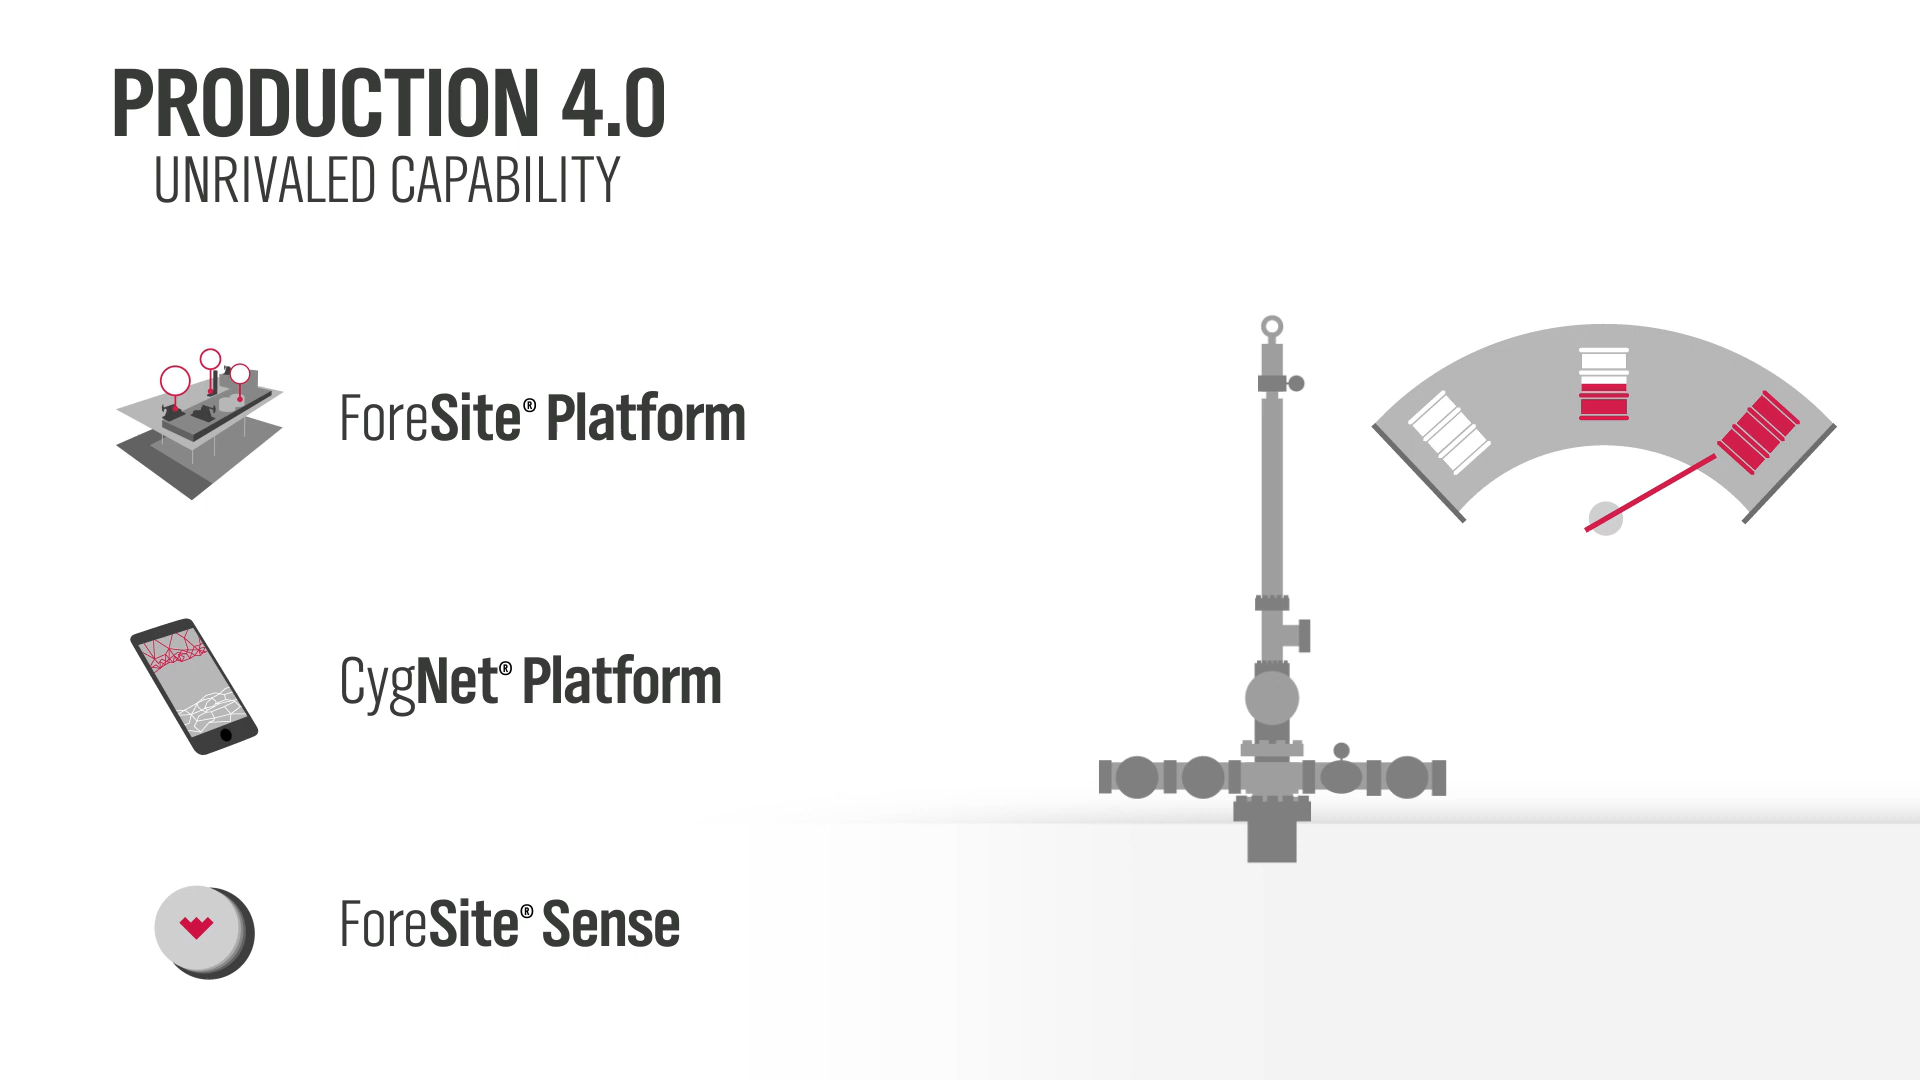 PRODUCTION 4.0
UNRIVALED CAPABILITY
ForeSite® Platform
CygNet® Platform
ForeSite® Sense